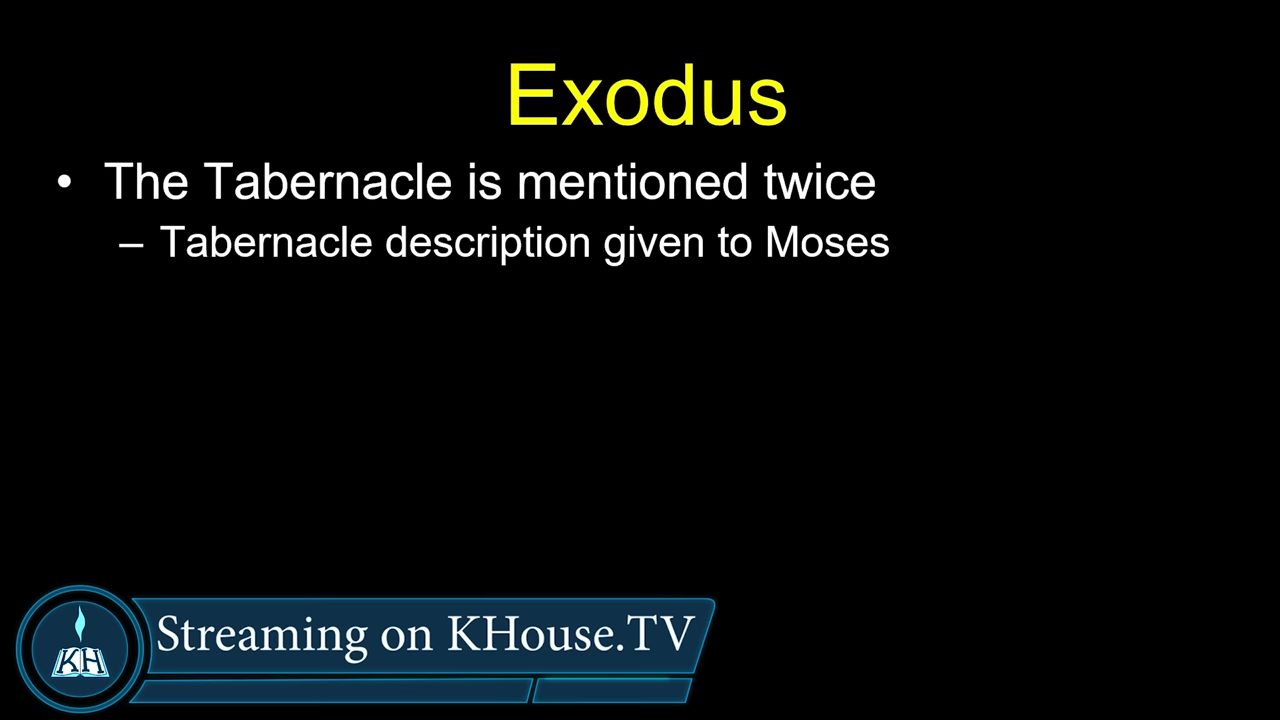 Exodus
• The Tabernacle is mentioned twice
– Tabernacle description given to Moses
KH
Streaming on KHouse.TV